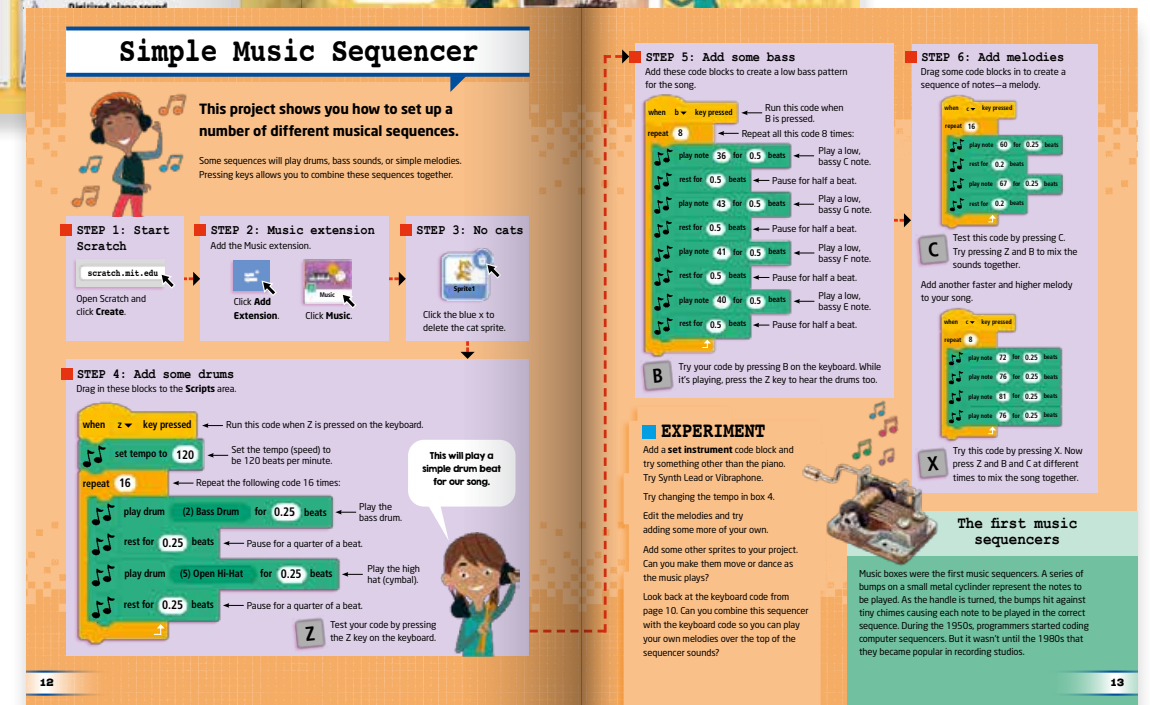 Digitized piano sound
Simple Music Sequencer
This project shows you how to set up a
number of different musical sequences.
Some sequences will play drums, bass sounds, or simple melodies.
Pressing keys allows you to combine these sequences together.
STEP 1: Start
Scratch
scratch.mit.edu
Open Scratch and
click Create.
STEP 2: Music extension
Add the Music extension.
Click Add
Extension.
Music
Click Music.
STEP 3: No cats
Sprite1
Click the blue x to
delete the cat sprite.
STEP 4: Add some drums
Drag in these blocks to the Scripts area.
when z key pressed
Run this code when Z is pressed on the keyboard.
set tempo to 120
Set the tempo (speed) to
be 120 beats per minute.
repeat 16
Repeat the following code 16 times:
play drum (2) Bass Drum for 0.25 beats
Play the
bass drum.
rest for 0.25 beats
Pause for a quarter of a beat.
play drum (5) Open Hi-Hat for 0.25 beats
Play the high
hat (cymbal).
rest for 0.25 beats
Pause for a quarter of a beat.
Z
Test your code by pressing
the Z key on the keyboard.
This will play a
simple drum beat
for our song.
12
STEP 5: Add some bass
Add these code blocks to create a low bass pattern
for the song.
when b key pressed
Run this code when
B is pressed.
repeat 8
Repeat all this code 8 times:
play note 36 for 0.5 beats
Play a low,
bassy C note.
rest for 0.5 beats
Pause for half a beat.
play note 43 for 0.5 beats
Play a low,
bassy G note.
rest for 0.5 beats
Pause for half a beat.
play note 41 for 0.5 beats
Play a low,
bassy F note.
rest for 0.5 beats
Pause for half a beat.
play note 40 for 0.5 beats
Play a low,
bassy E note.
rest for 0.5 beats
Pause for half a beat.
B
Try your code by pressing B on the keyboard. While
it's playing, press the Z key to hear the drums too.
STEP 6: Add melodies
Drag some code blocks in to create a
sequence of notes—a melody.
when c key pressed
repeat 16
play note 60 for 0.25 beats
rest for 0.2 beats
play note 67 for 0.25 beats
rest for 0.2 beats
C
Test this code by pressing C.
Try pressing Z and B to mix the
sounds together.
Add another faster and higher melody
to your song.
when c key pressed
repeat 8
play note 72 for 0.25 beats
play note 76 for 0.25 beats
play note 81 for 0.25 beats
play note 76 for 0.25 beats
X
Try this code by pressing X. Now
press Z and B and C at different
times to mix the song together.
EXPERIMENT
Add a set instrument code block and
try something other than the piano.
Try Synth Lead or Vibraphone.
Try changing the tempo in box 4.
Edit the melodies and try
adding some more of your own.
Add some other sprites to your project.
Can you make them move or dance as
the music plays?
Look back at the keyboard code from
page 10. Can you combine this sequencer
with the keyboard code so you can play
your own melodies over the top of the
sequencer sounds?
The first music
sequencers
Music boxes were the first music sequencers. A series of
bumps on a small metal cyclinder represent the notes to
be played. As the handle is turned, the bumps hit against
tiny chimes causing each note to be played in the correct
sequence. During the 1950s, programmers started coding
computer sequencers. But it wasn't until the 1980s that
they became popular in recording studios.
13